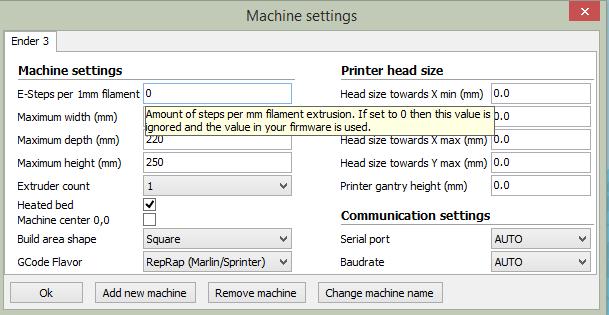 Machine settings
Ender 3
Machine settings
E-Steps per 1mm filament 0
Maximum width (mm)
Amount of steps per mm filament extrusion. If set to 0 then this value is
ignored and the value in your firmware is used.
Maximum depth (mm) 220
Maximum height (mm) 250
Extruder count 1
Heated bed
Machine center 0,0
Build area shape Square
GCode Flavor RepRap (Marlin/Sprinter)
Printer head size
Head size towards X min (mm) 0.0
0.0
Head size towards X max (mm) 0.0
Head size towards Y max (mm) 0.0
Printer gantry height (mm) 0.0
Communication settings
Serial port AUTO
Baudrate AUTO
Ok Add new machine Remove machine Change machine name